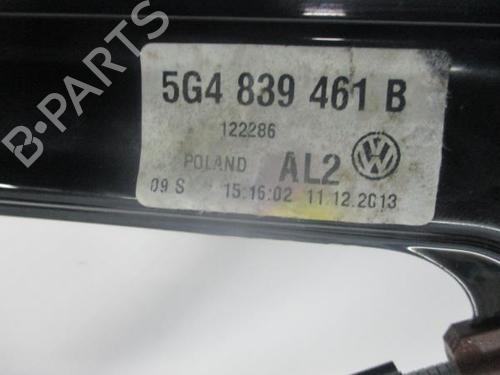 B-PARTS
5G4 839 461 B
122286
POLAND AL2
09 S 15:16:02 11.12.2013